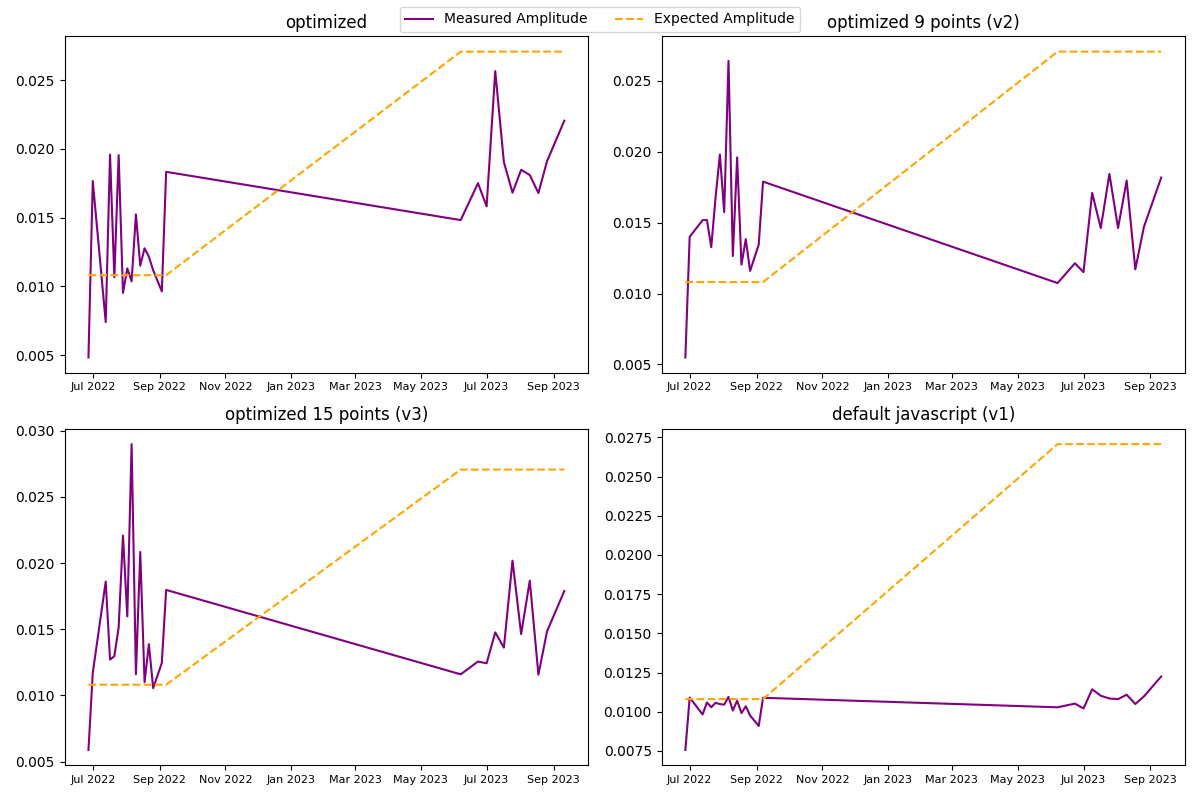 Measured Amplitude Expected Amplitude
optimized
0.025
0.020
0.015
0.010
0.005
Jul 2022 Sep 2022 Nov 2022 Jan 2023 Mar 2023 May 2023 Jul 2023 Sep 2023
optimized 9 points (v2)
0.025
0.020
0.015
0.010
0.005
Jul 2022 Sep 2022 Nov 2022 Jan 2023 Mar 2023 May 2023 Jul 2023 Sep 2023
optimized 15 points (v3)
0.030
0.025
0.020
0.015
0.010
0.005
Jul 2022 Sep 2022 Nov 2022 Jan 2023 Mar 2023 May 2023 Jul 2023 Sep 2023
default javascript (v1)
0.0275
0.0250
0.0225
0.0200
0.0175
0.0150
0.0125
0.0100
0.0075
Jul 2022 Sep 2022 Nov 2022 Jan 2023 Mar 2023 May 2023 Jul 2023 Sep 2023